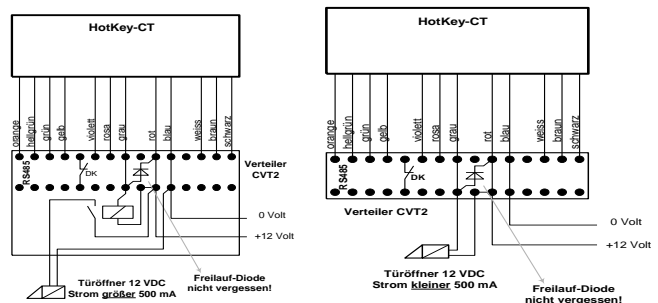 HotKey-CT
orange
hellgrün
grün
gelb
violett
rosa
grau
rot
blau
weiss
braun
schwarz
RS485
DK
Verteiler
CVT2
0 Volt
+12 Volt
Türöffner 12 VDC
Strom größer 500 mA
Freilauf-Diode
nicht vergessen!
HotKey-CT
orange
hellgrün
grün
gelb
violett
rosa
grau
rot
blau
weiss
braun
schwarz
RS485
DK
Verteiler CVT2
0 Volt
+12 Volt
Türöffner 12 VDC
Strom kleiner 500 mA
Freilauf-Diode
nicht vergessen!